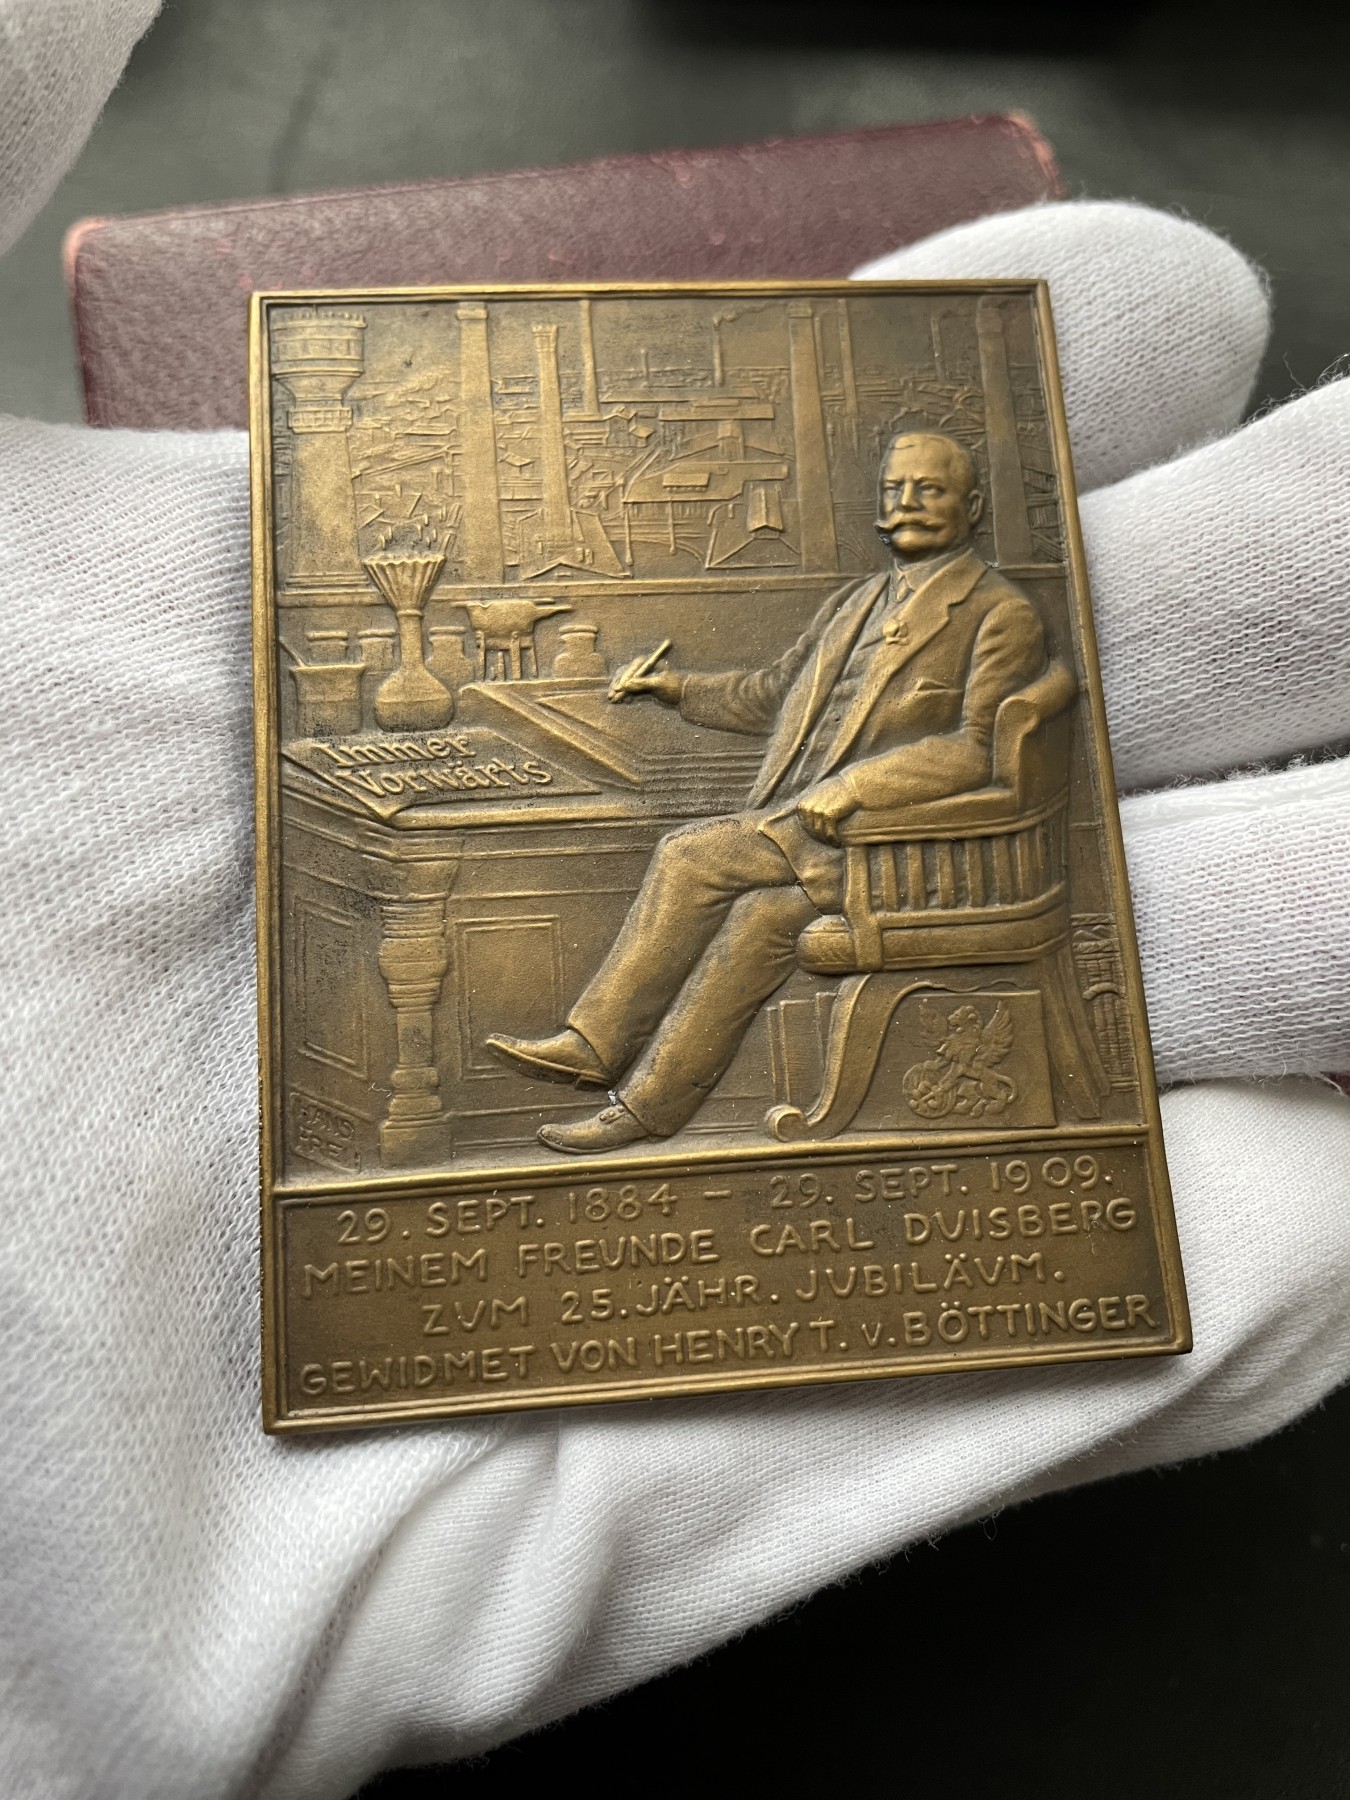 Immer
Vorwärts
HANS
FREI
29. SEPT. 1884 – 29. SEPT. 1909.
MEINEM FREUNDE CARL DUISBERG
ZVM 25. JÄHR. JUBILÄVM.
GEWIDMET VON HENRY T. v. BÖTTINGER